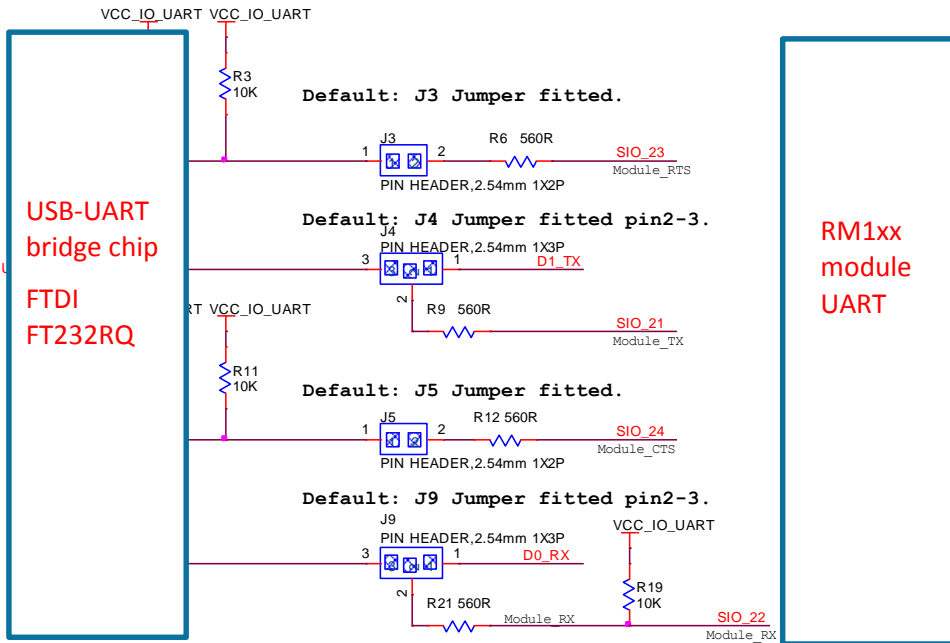 VCC_IO_UART VCC_IO_UART
R3
10K
Default: J3 Jumper fitted.
J3
1
2
R6 560R
SIO_23
Module_RTS
PIN HEADER,2.54mm 1X2P
Default: J4 Jumper fitted pin2-3.
J4
PIN HEADER,2.54mm 1X3P
3
1
D1_TX
2
R9 560R
SIO_21
Module_TX
USB-UART
bridge chip
FTDI
FT232RQ
RM1xx
module
UART
VCC_IO_UART
R11
10K
Default: J5 Jumper fitted.
J5
1
2
R12 560R
SIO_24
Module_CTS
PIN HEADER,2.54mm 1X2P
Default: J9 Jumper fitted pin2-3.
J9
PIN HEADER,2.54mm 1X3P
3
1
D0_RX
2
R21 560R
Module_RX
VCC_IO_UART
R19
10K
SIO_22
Module_RX